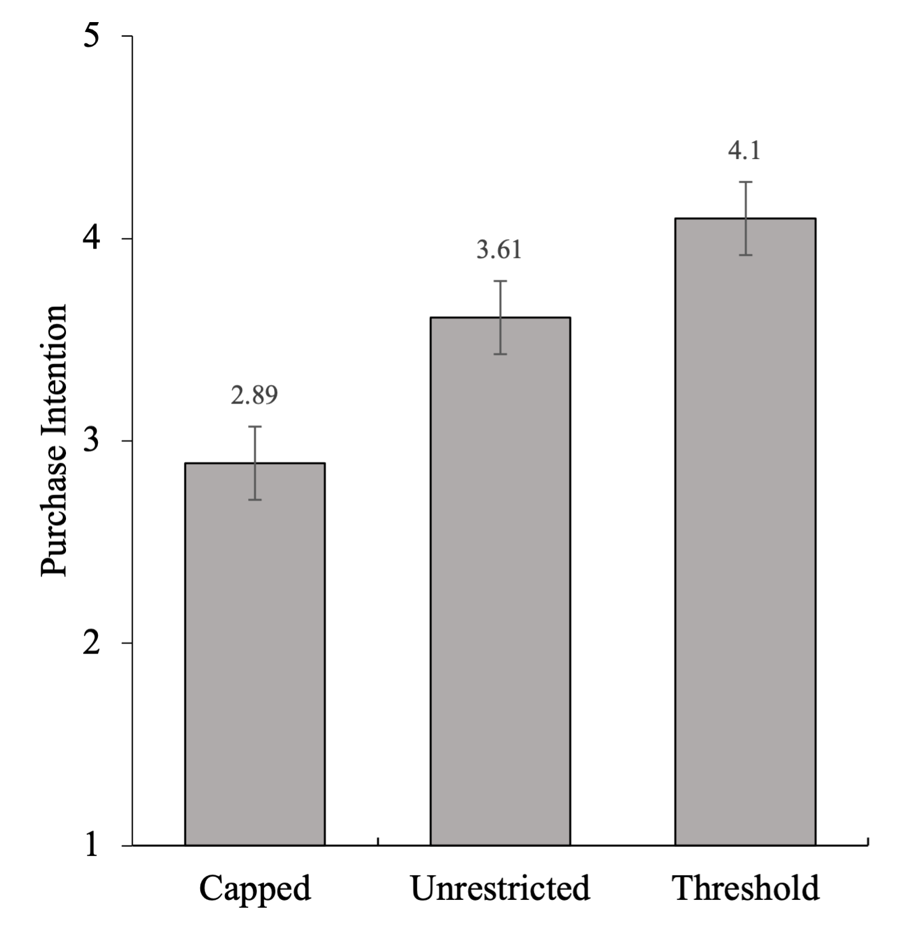 5
4.1
4
3.61
Purchase Intention
3
2.89
2
1
Capped
Unrestricted
Threshold